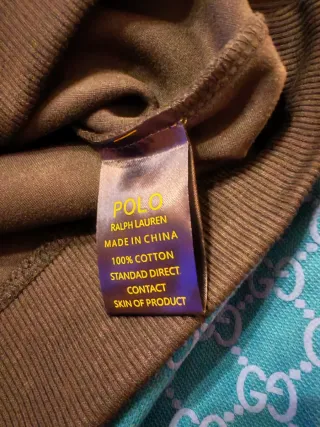 POLO
RALPH LAUREN
MADE IN CHINA
100% COTTON
STANDAD DIRECT
CONTACT
SKIN OF PRODUCT